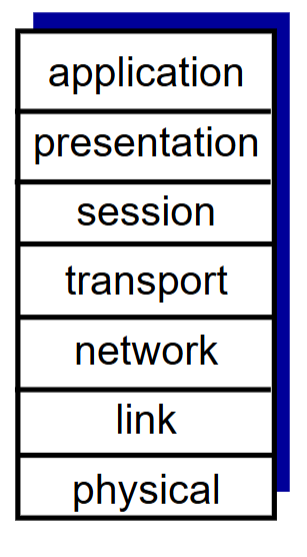 application
presentation
session
transport
network
link
physical